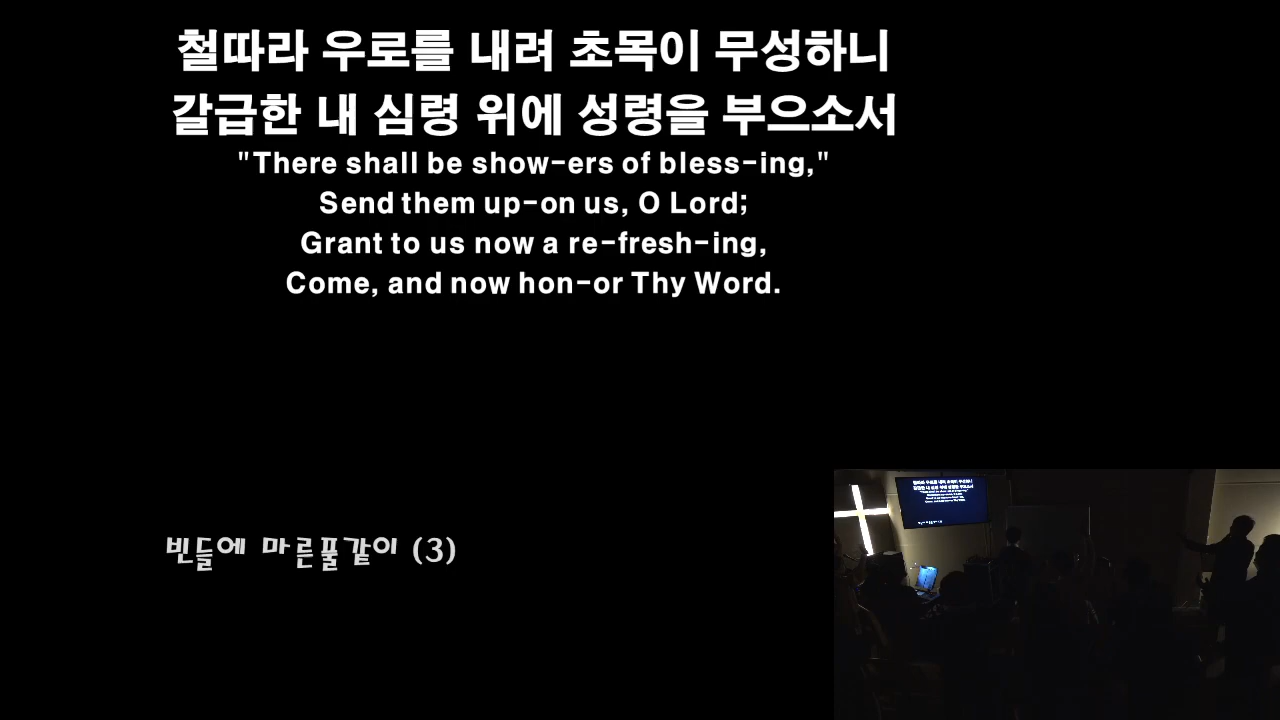 철따라 우로를 내려 초목이 무성하니
갈급한 내 심령 위에 성령을 부으소서
"There shall be show-ers of bless-ing,"
Send them up-on us, O Lord;
Grant to us now a re-fresh-ing,
Come, and now hon-or Thy Word.
빈들에 마른풀같이 (3)